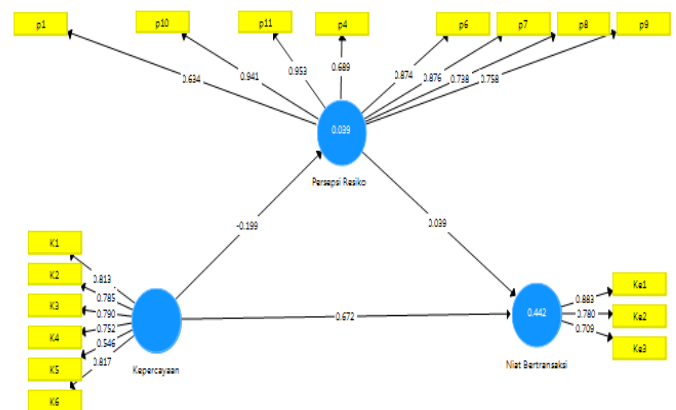 p1
p10
p11
p4
p6
p7
p8
p9
0.634
0.941
0.953
0.689
0.874
0.876
0.738
0.758
0.039
Persepsi Resiko
-0.199
0.039
K1
K2
K3
K4
K5
K6
0.813
0.785
0.790
0.752
0.546
0.817
Kepercayaan
0.672
0.442
Niat Bertransaksi
0.883
0.780
0.709
Ke1
Ke2
Ke3